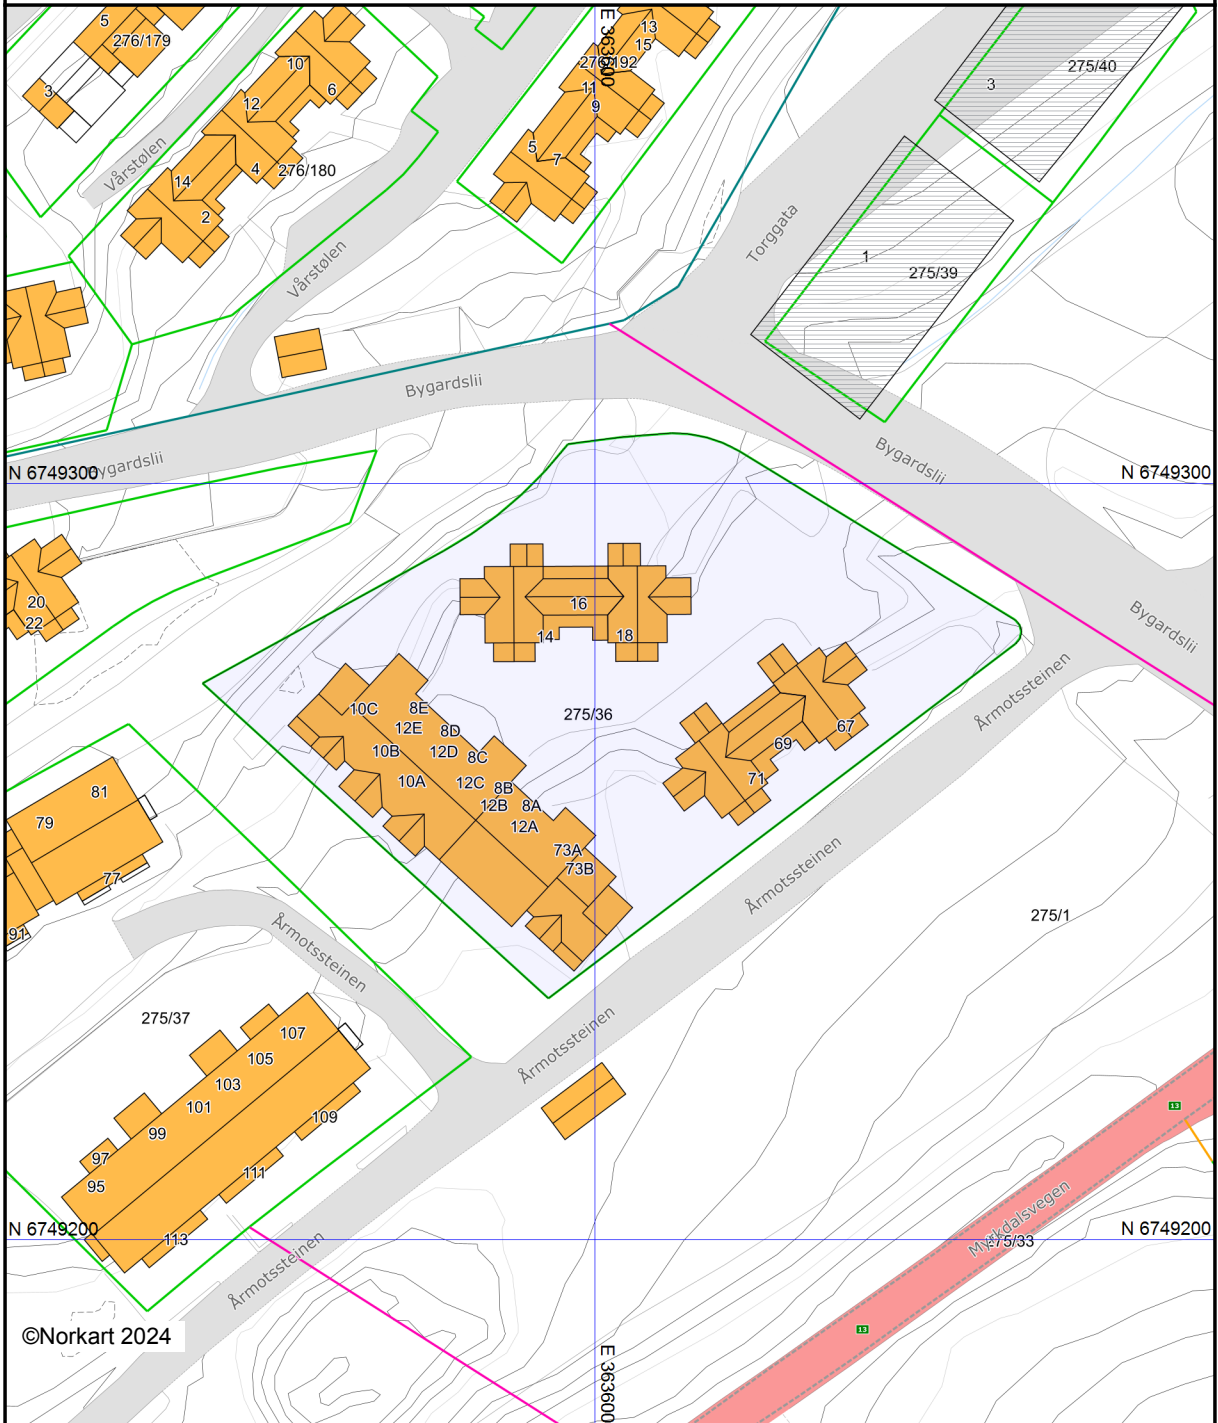 5
276/179
3
Vårstølen
10
12
6
4
276/180
14
2
Vårstølen
E 363600
13
15
276/192
11
9
5
7
Torggata
3
275/40
1
275/39
Bygardslii
Bygardslii
N 6749300
Bygardslii
N 6749300
Bygardslii
20
22
16
14
18
Årmotssteinen
10C
8E
12E
8D
10B
12D
8C
10A
12C
8B
12B
8A
12A
73A
73B
275/36
67
69
71
81
79
77
91
Årmotssteinen
Årmotssteinen
275/1
275/37
107
105
103
101
99
97
95
109
111
113
Årmotssteinen
13
Myrkdalsvegen
275/33
N 6749200
N 6749200
Årmotssteinen
13
©Norkart 2024
E 363600